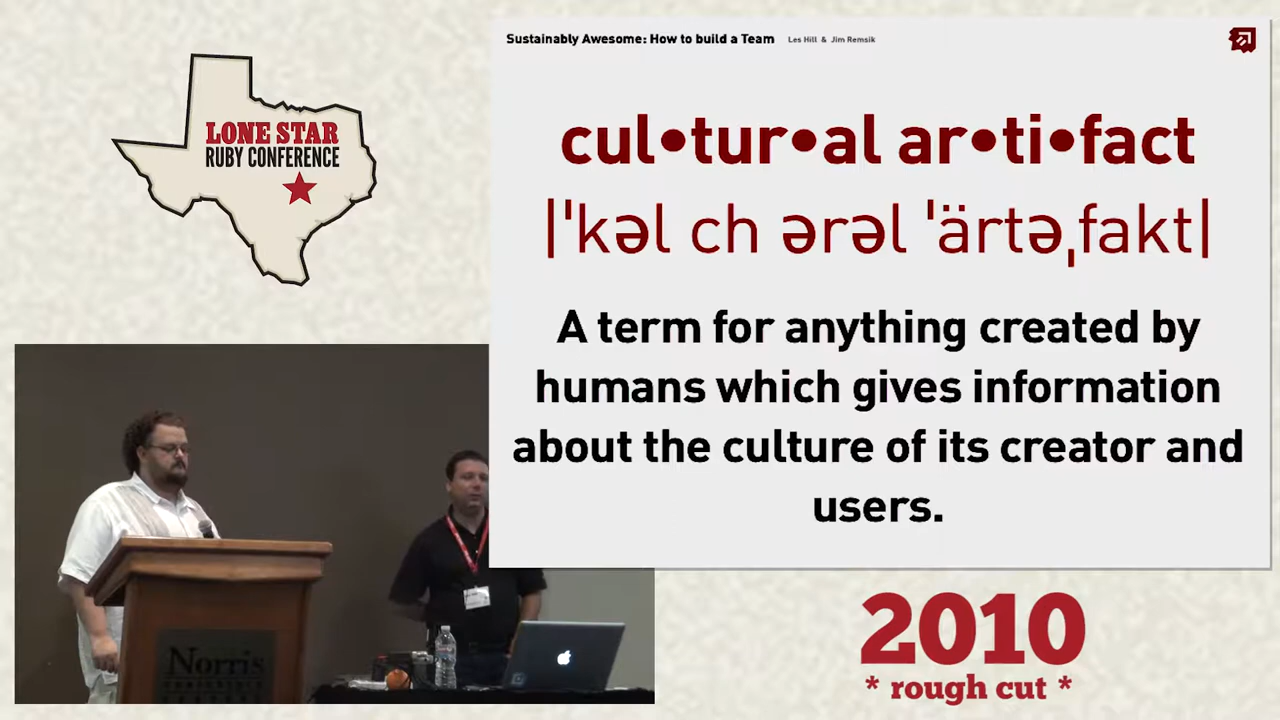 Sustainably Awesome: How to build a Team Les Hill & Jim Remsik
cul•tur•al ar•ti•fact
|ˈkəl ch ərəl ˈärtəˌfakt|
A term for anything created by
humans which gives information
about the culture of its creator and
users.
LONE STAR
RUBY CONFERENCE
Norris
CONFERENCE
2010
* rough cut *